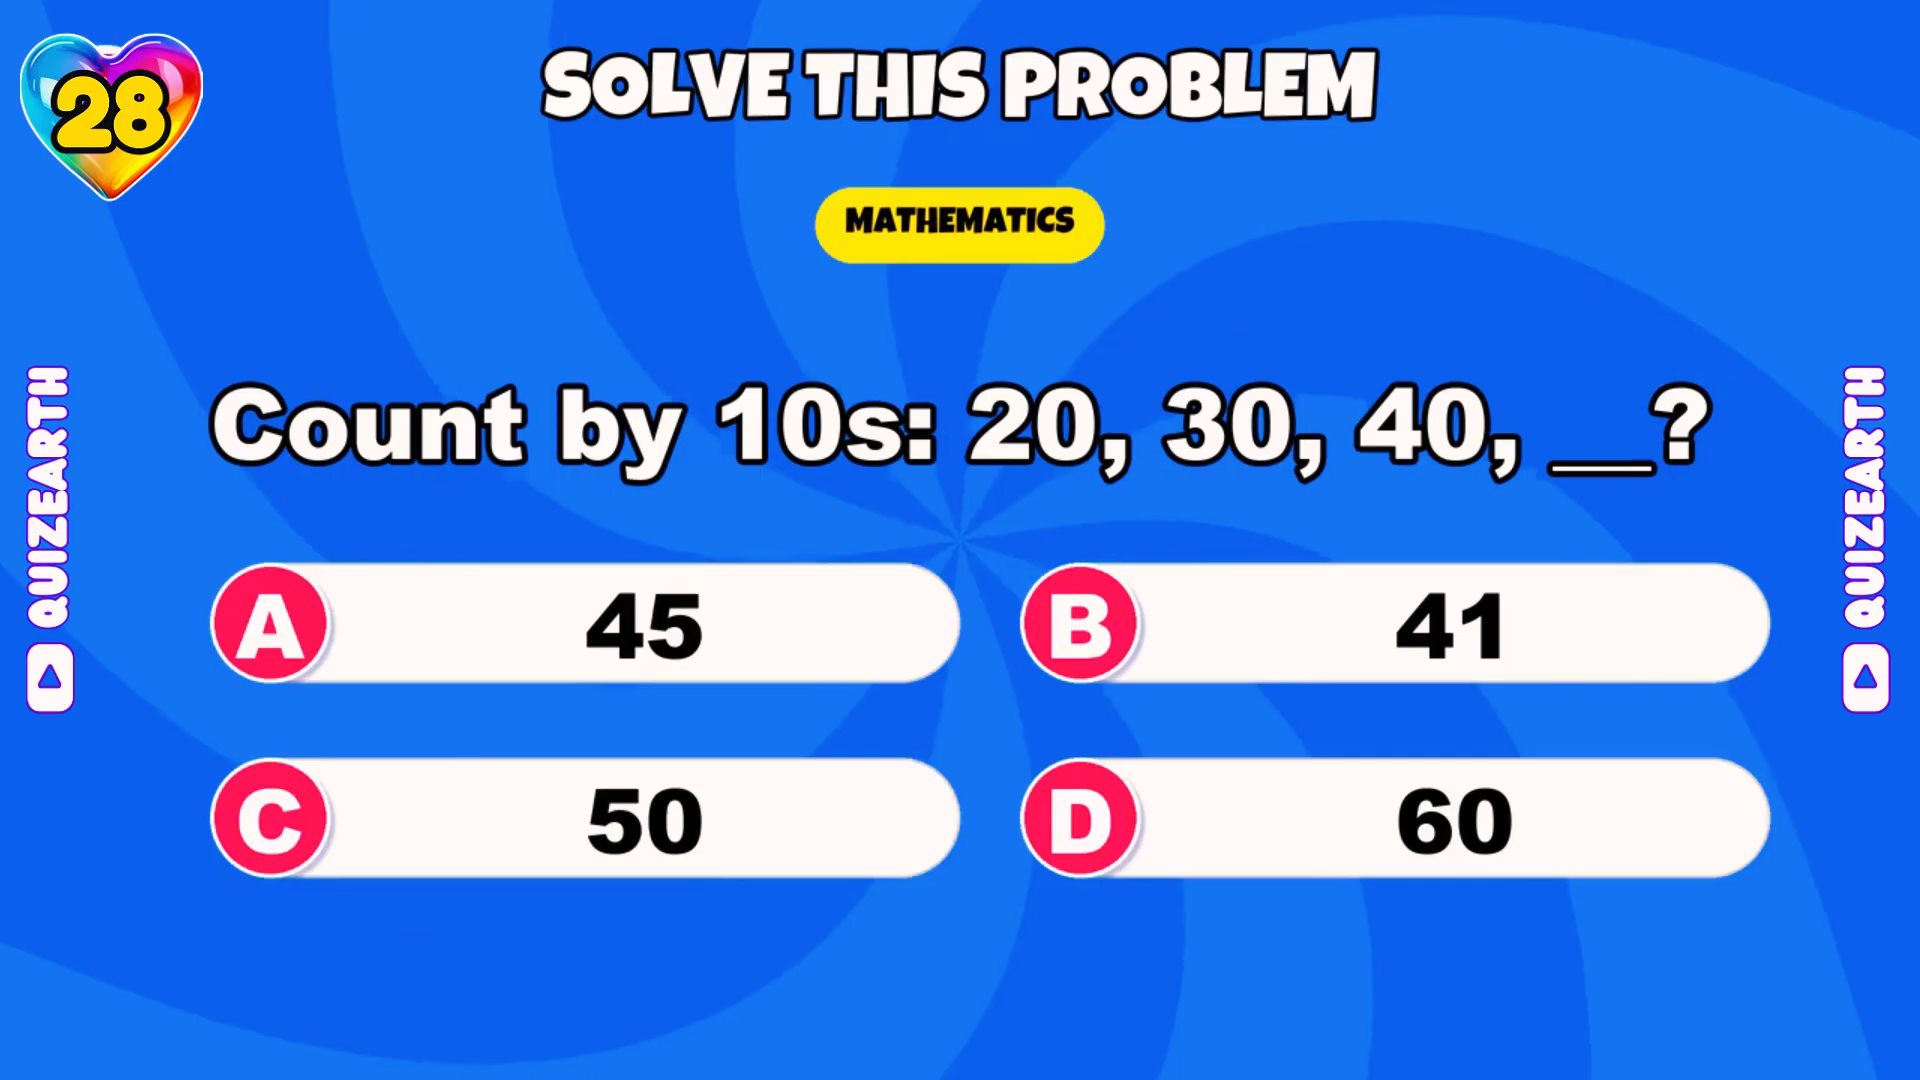 28
SOLVE THIS PROBLEM
MATHEMATICS
Count by 10s: 20, 30, 40, __?
A 45
B 41
C 50
D 60
QUIZEARTH
QUIZEARTH